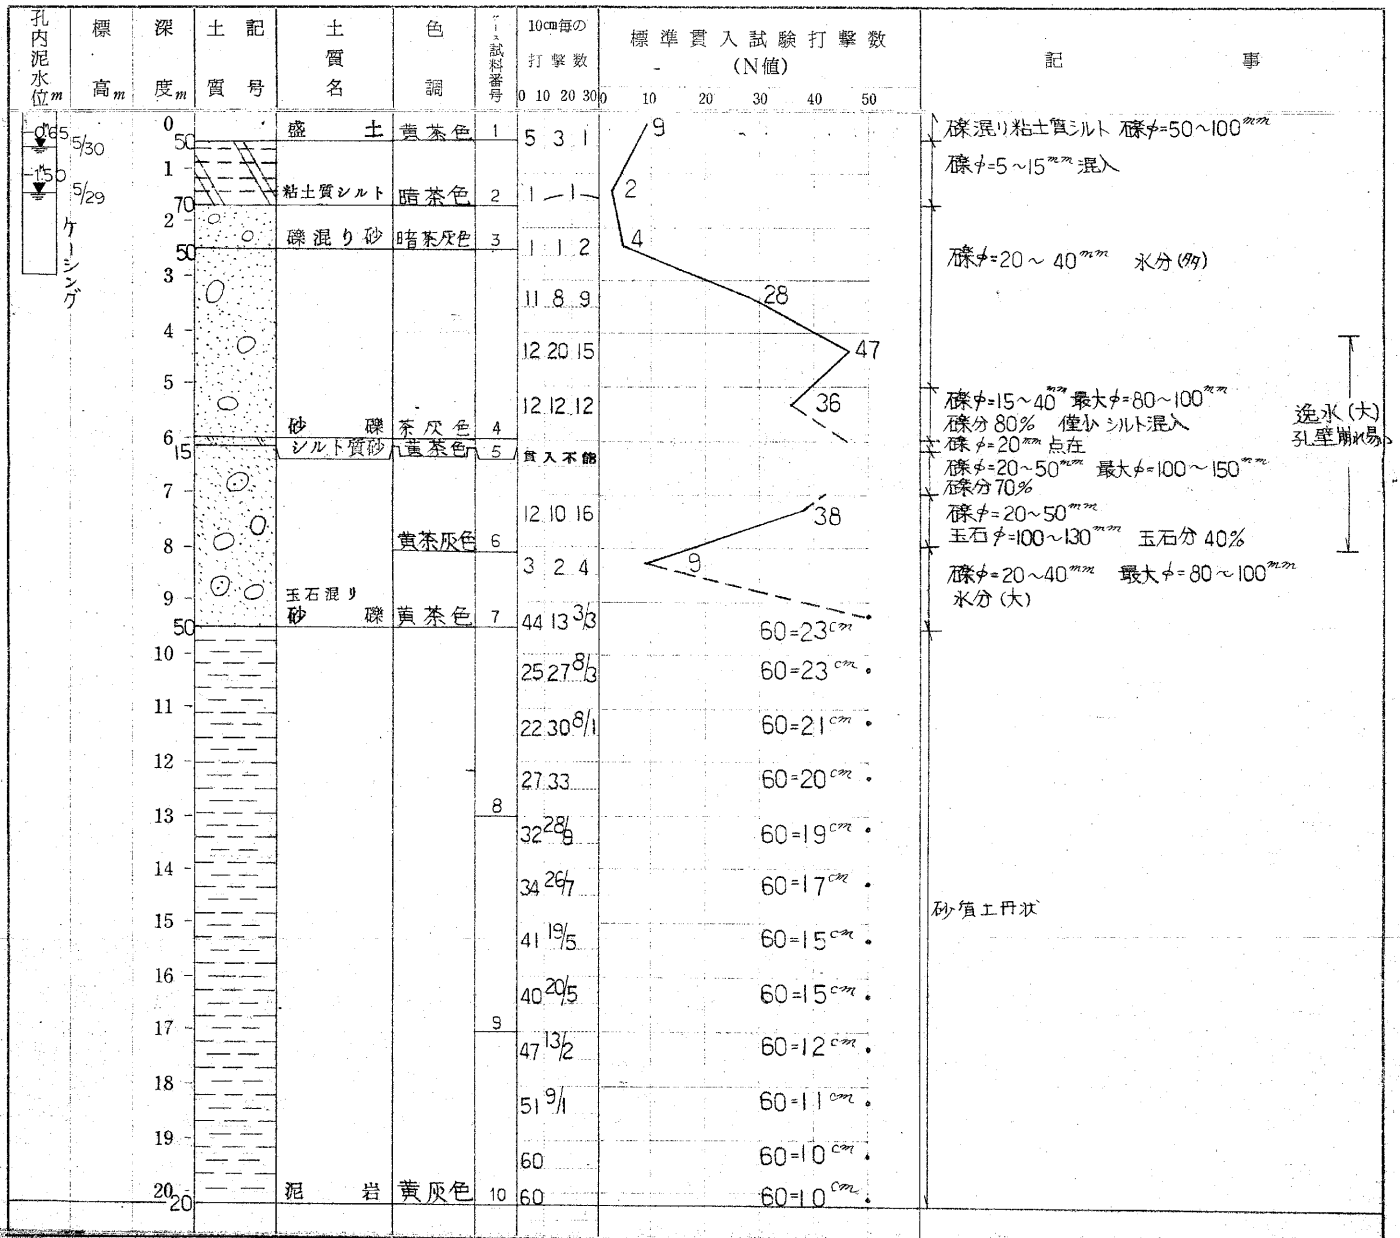 孔内泥水位m 標高m 深度m 土質記号 土質名 色調 ケース試料番号 10cm毎の打撃数 標準貫入試験打撃数(N値) 記事
0 10 20 30 0 10 20 30 40 50
0 盛土 黄茶色 1 5 3 1 9 礫混り粘土質シルト 礫φ=50~100mm
-0.65 5/30 50
1 礫φ=5~15mm混入
-1.50 5/29 70 粘土質シルト 暗茶色 2 1 1 2
ケーシング
2 50 礫混り砂 暗茶灰色 3 1 1 2 4 礫φ=20~40mm 水分(多)
3 11 8 9 28
4 12 20 15 47
5 12 12 12 36 礫φ=15~40mm 最大φ=80~100mm
砂礫 茶灰色 4 礫分80% 僅少シルト混入 逸水(大)
6 15 シルト質砂 黄茶色 5 貫入不能 礫φ=20mm点在 孔壁崩れ易い
礫φ=20~50mm 最大φ=100~150mm
礫分70%
7 12 10 16 38 礫φ=20~50mm
黄茶灰色 6 玉石φ=100~130mm 玉石分40%
8 3 2 4 9 礫φ=20~40mm 最大φ=80~100mm
9 玉石混り 水分(大)
50 砂礫 黄茶色 7 44 13 3/3 60=23cm
10 25 27 8/3 60=23cm
11 22 30 8/1 60=21cm
12 27 33 60=20cm
13 8 32 28/9 60=19cm
14 34 26/7 60=17cm
砂質土丹状
15 41 19/5 60=15cm
16 40 20/5 60=15cm
17 9 47 13/2 60=12cm
18 51 9/1 60=11cm
19 60 60=10cm
20 20 泥岩 黄灰色 10 60 60=10cm